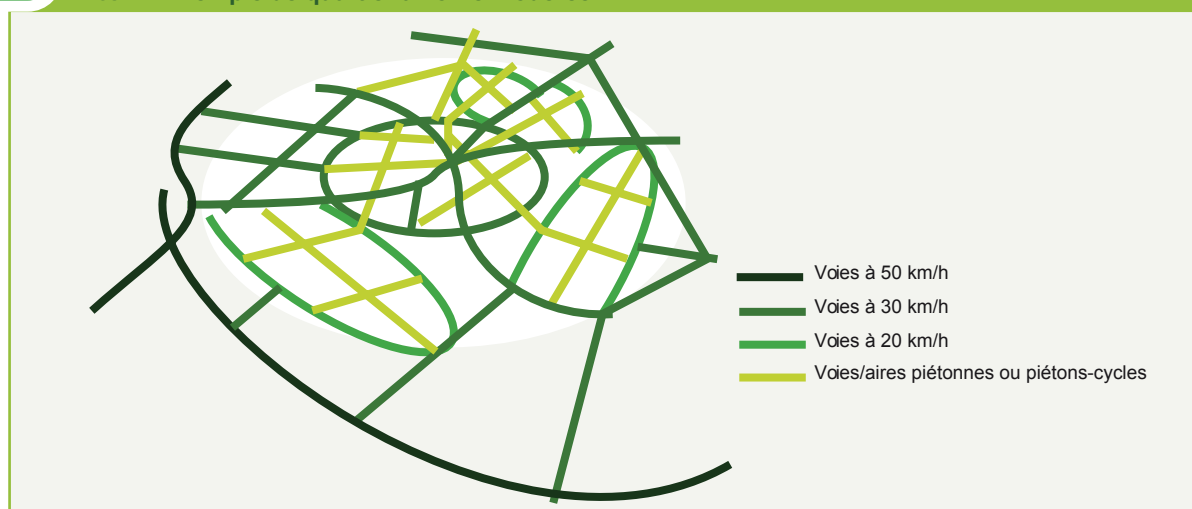 Voies à 50 km/h
Voies à 30 km/h
Voies à 20 km/h
Voies/aires piétonnes ou piétons-cycles